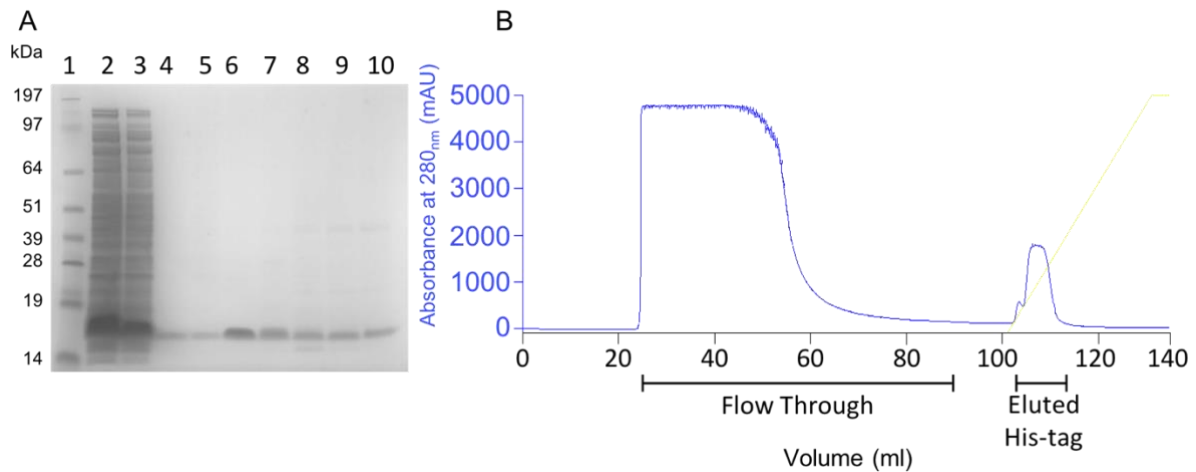 A
kDa
1 2 3 4 5 6 7 8 9 10
197
97
64
51
39
28
19
14
B
Absorbance at 280nm (mAU)
5000
4000
3000
2000
1000
0
0 20 40 60 80 100 120 140
Flow Through
Eluted
His-tag
Volume (ml)